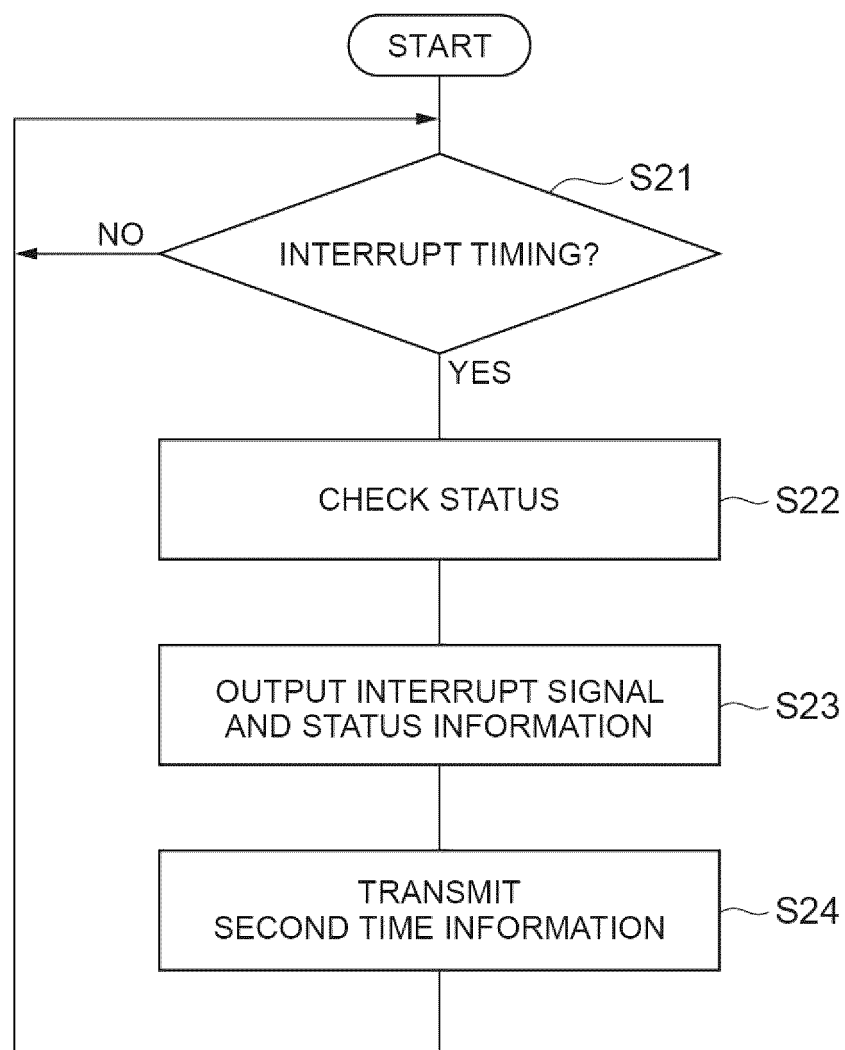 START
S21
NO
INTERRUPT TIMING?
YES
CHECK STATUS
S22
OUTPUT INTERRUPT SIGNAL
AND STATUS INFORMATION
S23
TRANSMIT
SECOND TIME INFORMATION
S24